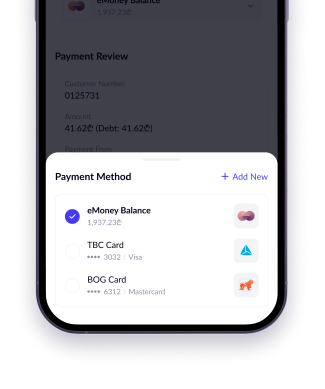 eMoney Balance
1,937.23₾
Payment Review
Customer Number
0125731
Amount
41.62₾ (Debt: 41.62₾)
Payment From
Payment Method
+ Add New
eMoney Balance
1,937.23₾
TBC Card
•••• 3032 | Visa
BOG Card
•••• 6312 | Mastercard